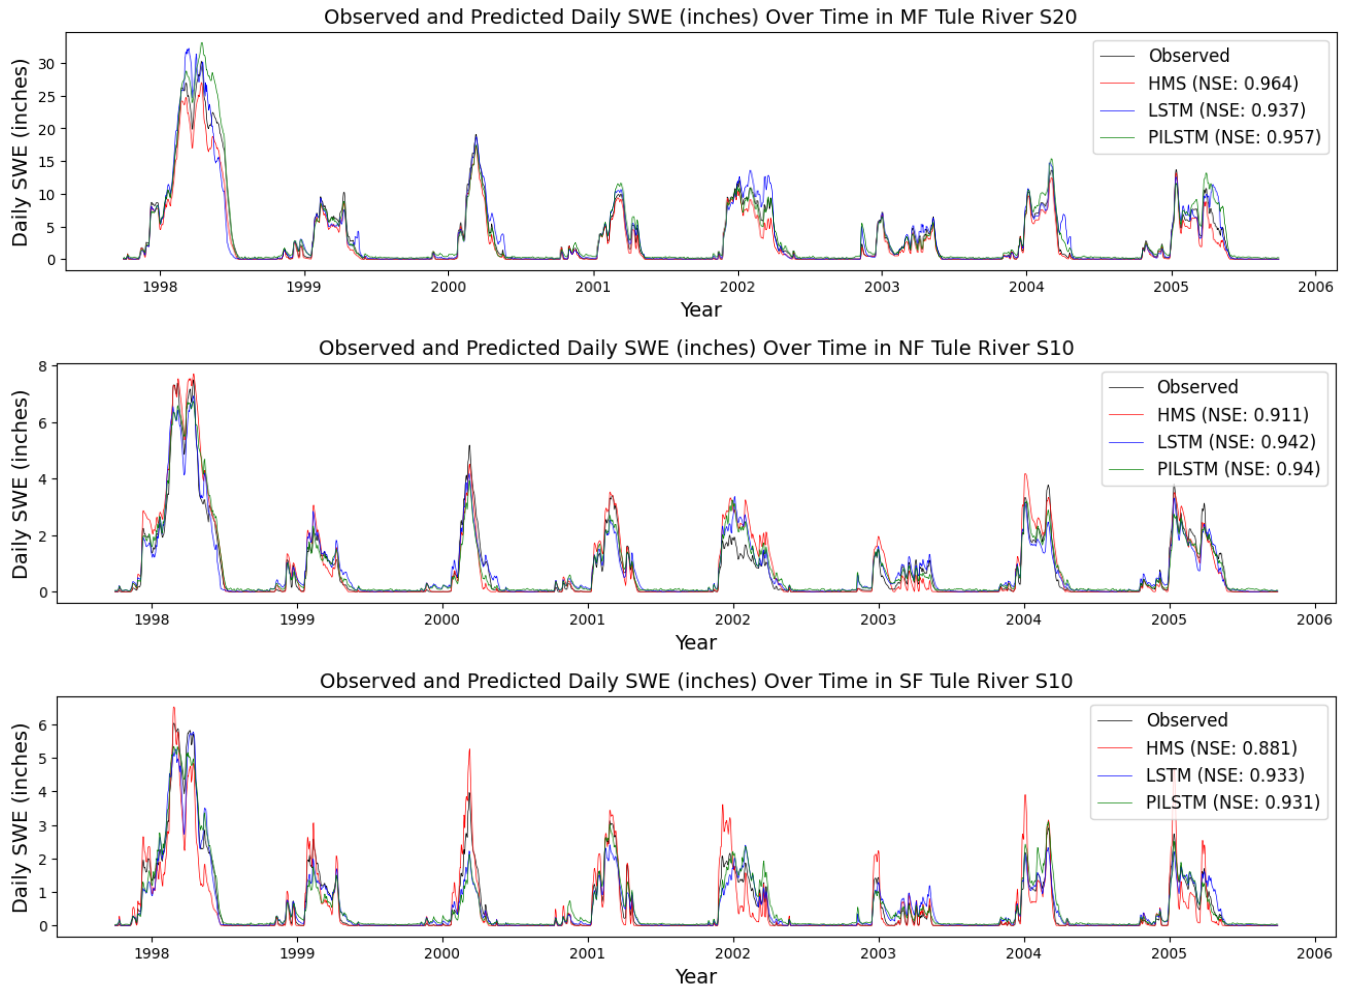 Observed and Predicted Daily SWE (inches) Over Time in MF Tule River S20
Daily SWE (inches)
30
25
20
15
10
5
0
Observed
HMS (NSE: 0.964)
LSTM (NSE: 0.937)
PILSTM (NSE: 0.957)
1998 1999 2000 2001 2002 2003 2004 2005 2006
Year
Observed and Predicted Daily SWE (inches) Over Time in NF Tule River S10
Daily SWE (inches)
8
6
4
2
0
Observed
HMS (NSE: 0.911)
LSTM (NSE: 0.942)
PILSTM (NSE: 0.94)
1998 1999 2000 2001 2002 2003 2004 2005 2006
Year
Observed and Predicted Daily SWE (inches) Over Time in SF Tule River S10
Daily SWE (inches)
6
5
4
3
2
1
0
Observed
HMS (NSE: 0.881)
LSTM (NSE: 0.933)
PILSTM (NSE: 0.931)
1998 1999 2000 2001 2002 2003 2004 2005 2006
Year